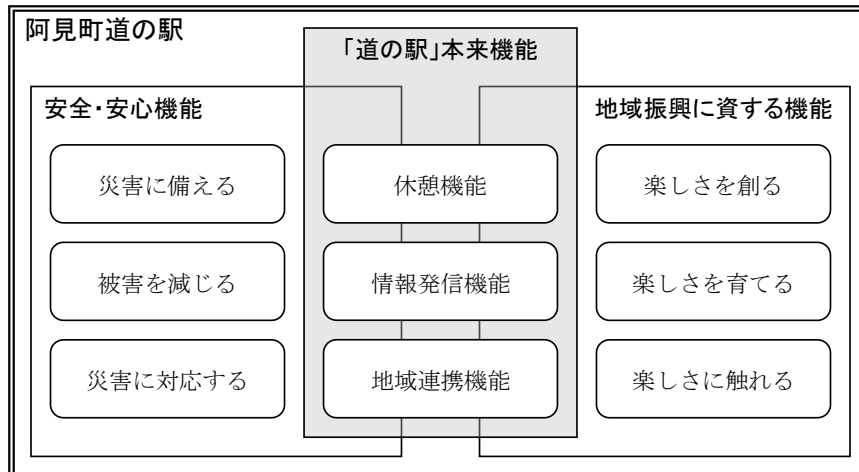 阿見町道の駅
「道の駅」本来機能
安全・安心機能
地域振興に資する機能
災害に備える
休憩機能
楽しさを創る
被害を減じる
情報発信機能
楽しさを育てる
災害に対応する
地域連携機能
楽しさに触れる